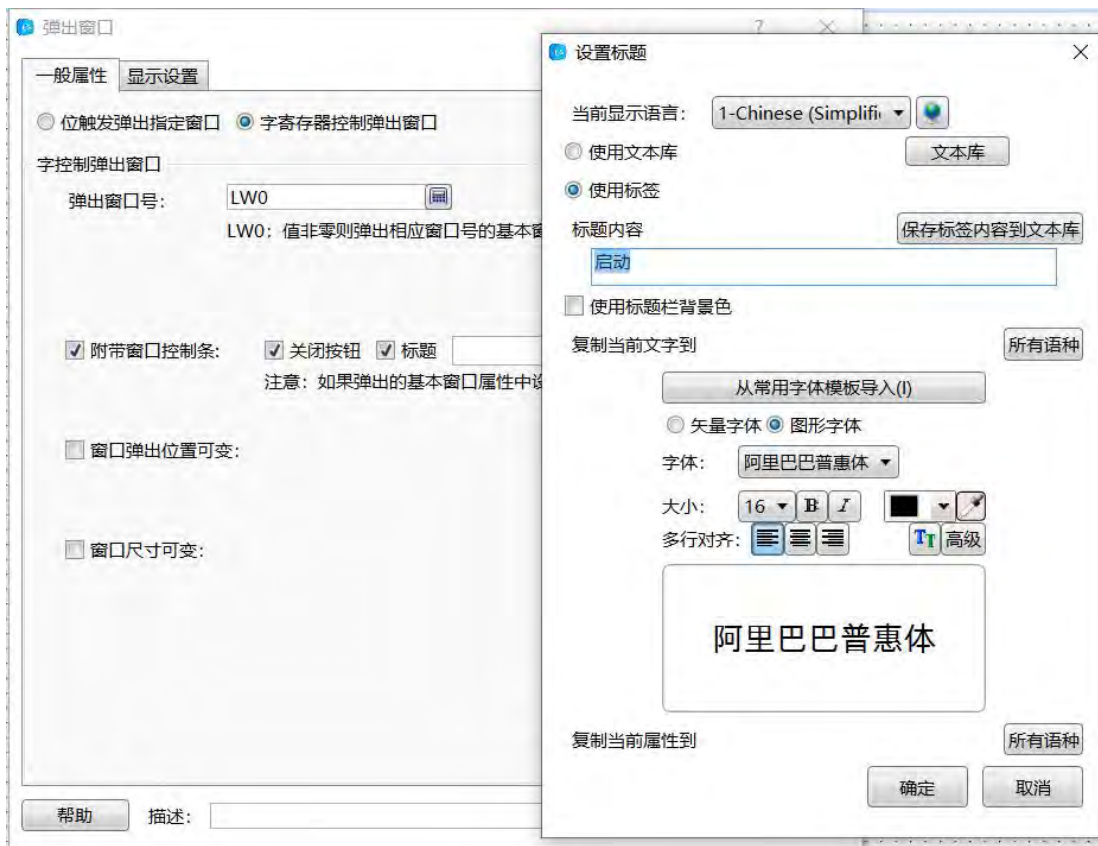 弹出窗口
?
一般属性 显示设置
位触发弹出指定窗口 字寄存器控制弹出窗口
字控制弹出窗口
弹出窗口号: LW0
LW0：值非零则弹出相应窗口号的基本窗
附带窗口控制条: 关闭按钮 标题
注意：如果弹出的基本窗口属性中设
窗口弹出位置可变:
窗口尺寸可变:
帮助 描述:
设置标题
当前显示语言: 1-Chinese (Simplifi
使用文本库 文本库
使用标签
标题内容 保存标签内容到文本库
启动
使用标题栏背景色
复制当前文字到 所有语种
从常用字体模板导入(I)
矢量字体 图形字体
字体: 阿里巴巴普惠体
大小: 16 B I
多行对齐: TT 高级
阿里巴巴普惠体
复制当前属性到 所有语种
确定 取消